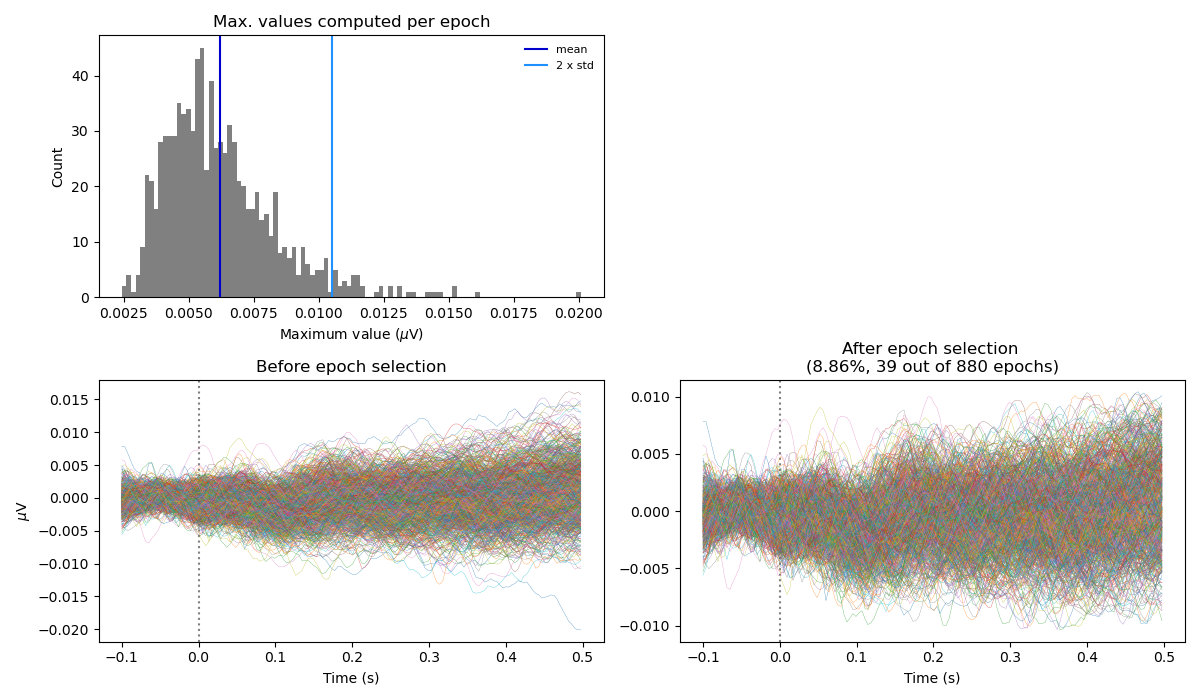 Max. values computed per epoch
mean
2 x std
Count
40
30
20
10
0
0.0025 0.0050 0.0075 0.0100 0.0125 0.0150 0.0175 0.0200
Maximum value (μV)
Before epoch selection
μV
0.015
0.010
0.005
0.000
−0.005
−0.010
−0.015
−0.020
−0.1 0.0 0.1 0.2 0.3 0.4 0.5
Time (s)
After epoch selection
(8.86%, 39 out of 880 epochs)
0.010
0.005
0.000
−0.005
−0.010
−0.1 0.0 0.1 0.2 0.3 0.4 0.5
Time (s)